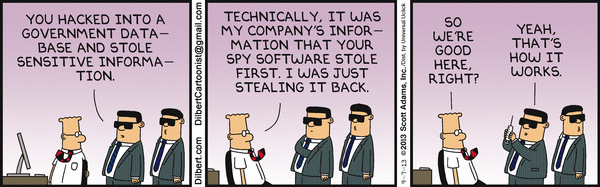 YOU HACKED INTO A
GOVERNMENT DATA-
BASE AND STOLE
SENSITIVE INFORMA-
TION.
Dilbert.com DilbertCartoonist@gmail.com
TECHNICALLY, IT WAS
MY COMPANY'S INFOR-
MATION THAT YOUR
SPY SOFTWARE STOLE
FIRST. I WAS JUST
STEALING IT BACK.
9-7-13 ©2013 Scott Adams, Inc. /Dist. by Universal Uclick
SO
WE'RE
GOOD
HERE,
RIGHT?
YEAH,
THAT'S
HOW IT
WORKS.